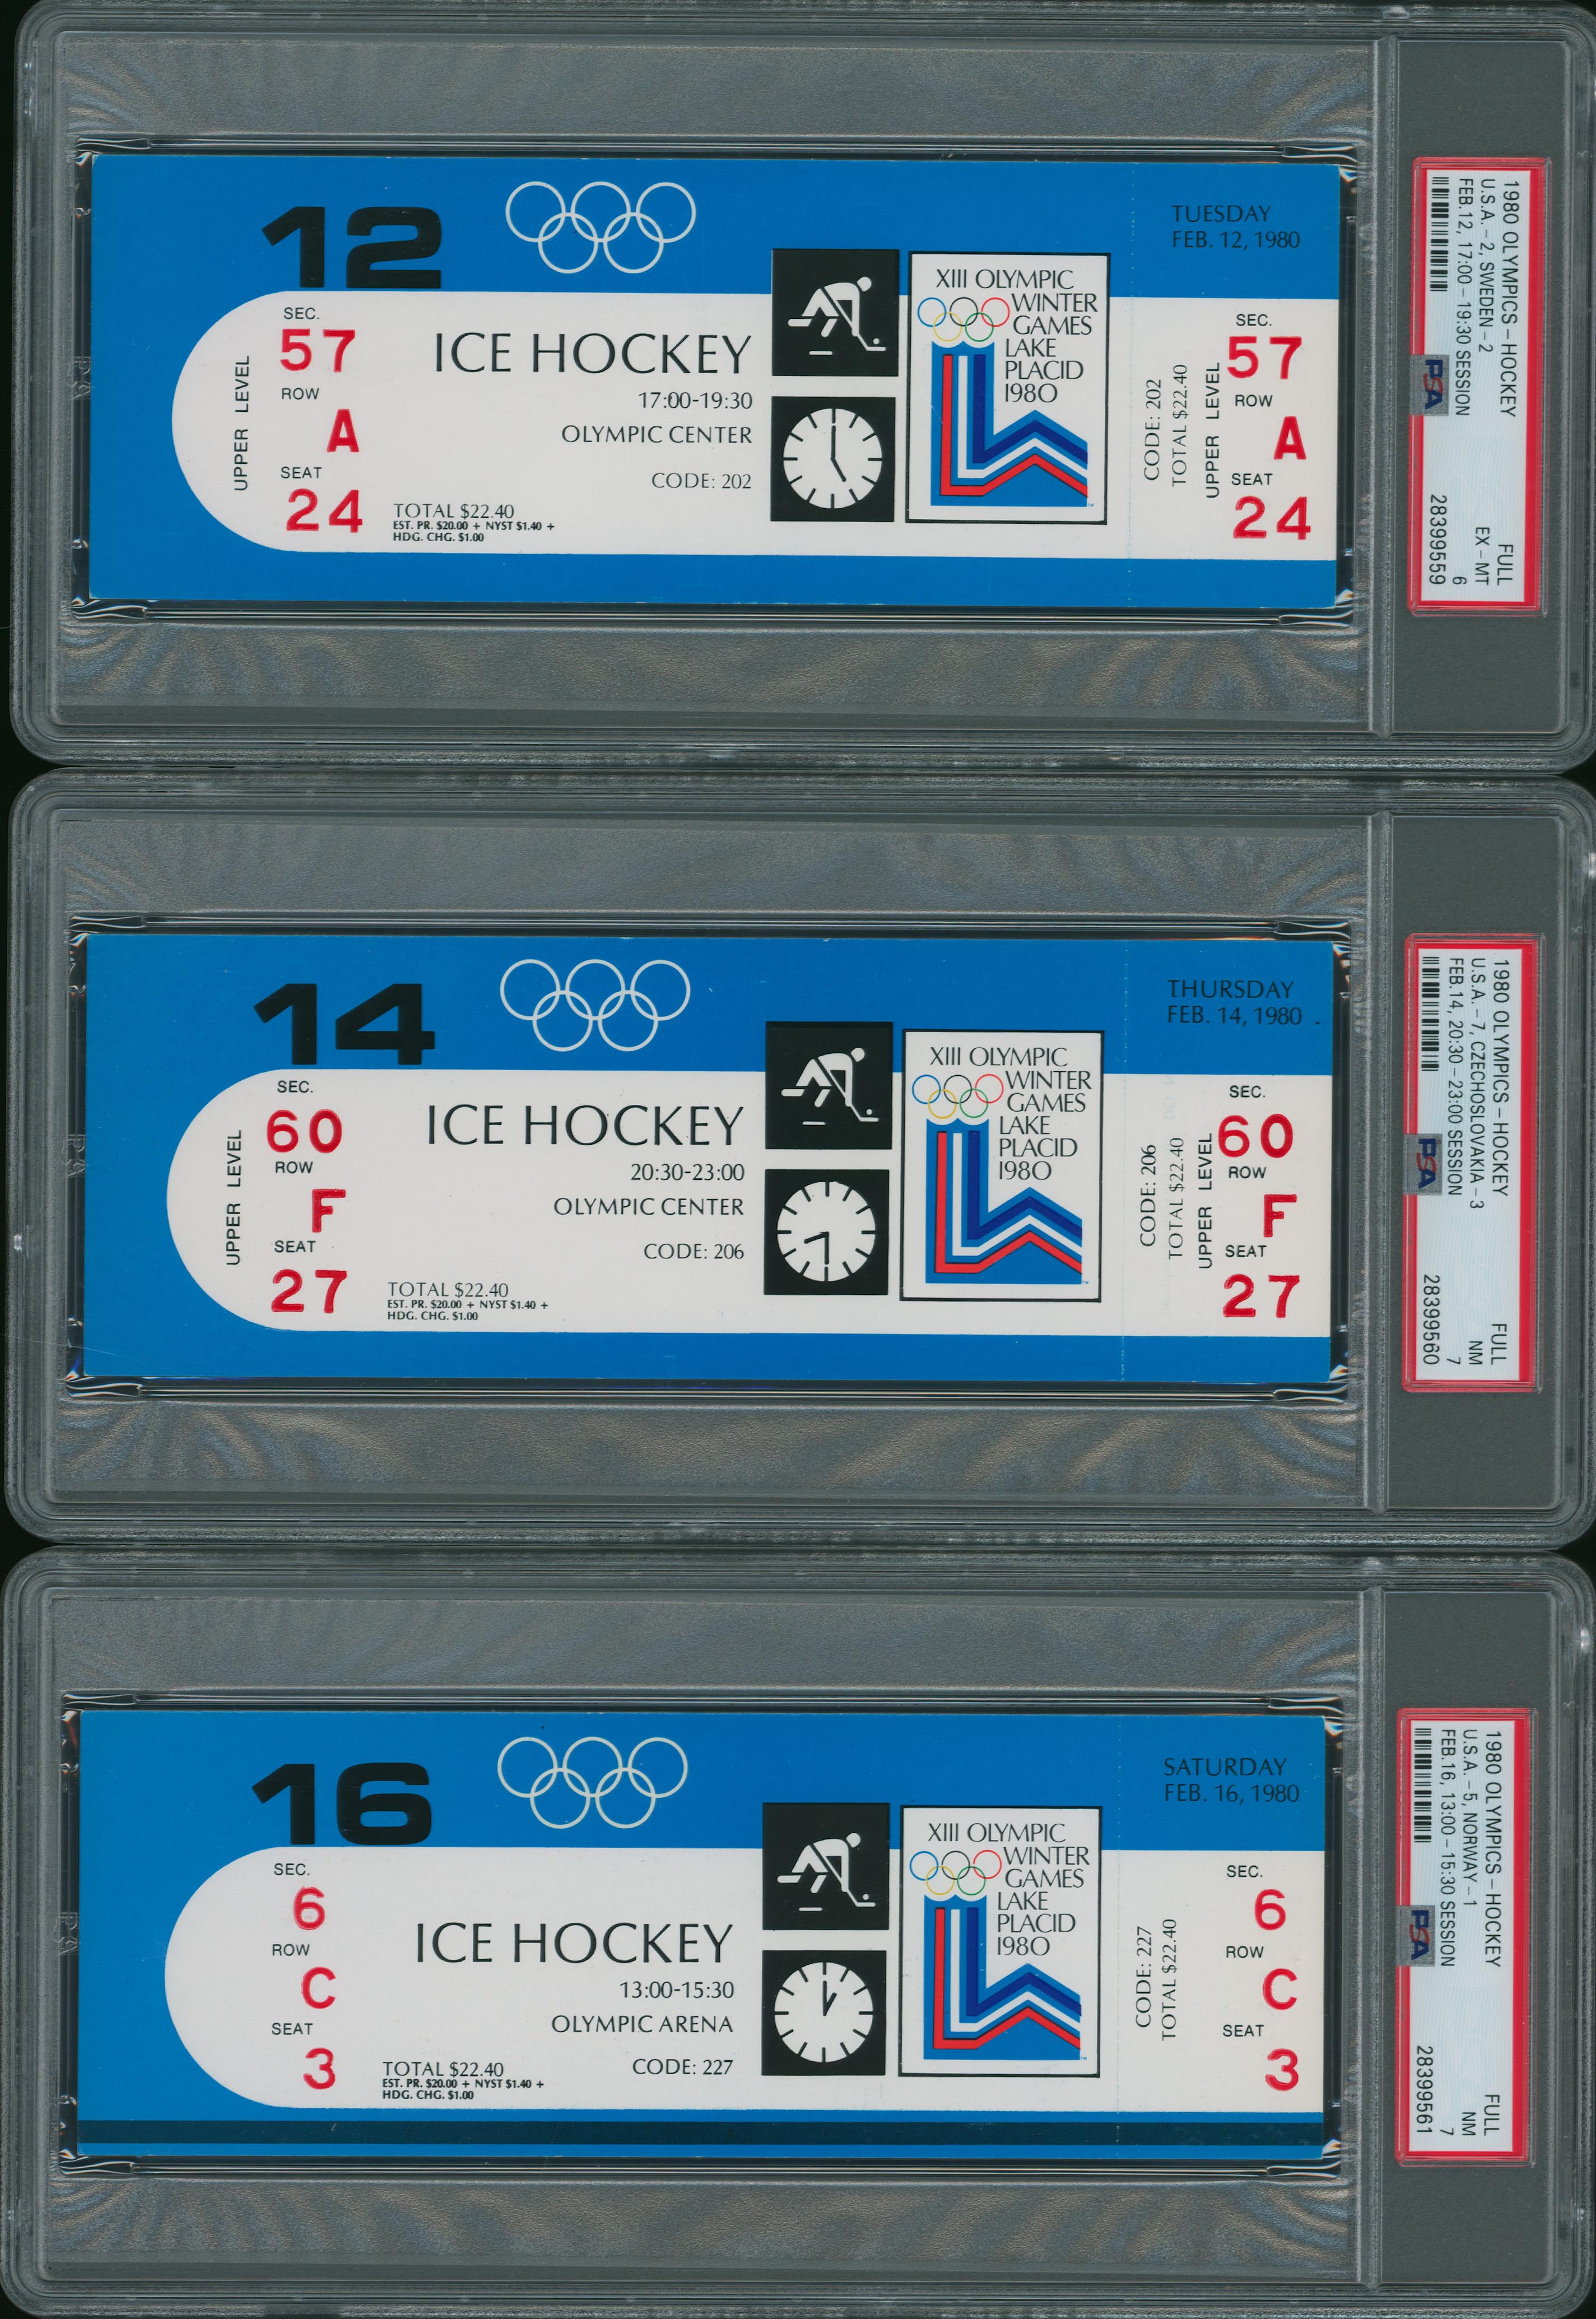 12
SEC.
57
ROW
A
SEAT
24
UPPER LEVEL
ICE HOCKEY
17:00-19:30
OLYMPIC CENTER
CODE: 202
TOTAL $22.40
EST. PR. $20.00 + NYST $1.40 +
HDG. CHG. $1.00
XIII OLYMPIC
WINTER
GAMES
LAKE
PLACID
1980
TUESDAY
FEB. 12, 1980
CODE: 202
TOTAL $22.40
UPPER LEVEL
SEC.
57
ROW
A
SEAT
24
1980 OLYMPICS - HOCKEY
U.S.A. - 2, SWEDEN - 2
FEB.12, 17:00 - 19:30 SESSION
PSA
FULL
EX - MT
6
28399559
14
SEC.
60
ROW
F
SEAT
27
UPPER LEVEL
ICE HOCKEY
20:30-23:00
OLYMPIC CENTER
CODE: 206
TOTAL $22.40
EST. PR. $20.00 + NYST $1.40 +
HDG. CHG. $1.00
XIII OLYMPIC
WINTER
GAMES
LAKE
PLACID
1980
THURSDAY
FEB. 14, 1980
CODE: 206
TOTAL $22.40
UPPER LEVEL
SEC.
60
ROW
F
SEAT
27
1980 OLYMPICS - HOCKEY
U.S.A. - 7, CZECHOSLOVAKIA - 3
FEB.14, 20:30 - 23:00 SESSION
PSA
FULL
NM
7
28399560
16
SEC.
6
ROW
C
SEAT
3
ICE HOCKEY
13:00-15:30
OLYMPIC ARENA
CODE: 227
TOTAL $22.40
EST. PR. $20.00 + NYST $1.40 +
HDG. CHG. $1.00
XIII OLYMPIC
WINTER
GAMES
LAKE
PLACID
1980
SATURDAY
FEB. 16, 1980
CODE: 227
TOTAL $22.40
SEC.
6
ROW
C
SEAT
3
1980 OLYMPICS - HOCKEY
U.S.A. - 5, NORWAY - 1
FEB.16, 13:00 - 15:30 SESSION
PSA
FULL
NM
7
28399561